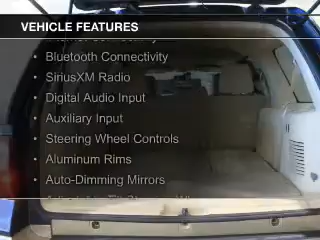 VEHICLE FEATURES
• Bluetooth Connectivity
• SiriusXM Radio
• Digital Audio Input
• Auxiliary Input
• Steering Wheel Controls
• Aluminum Rims
• Auto-Dimming Mirrors